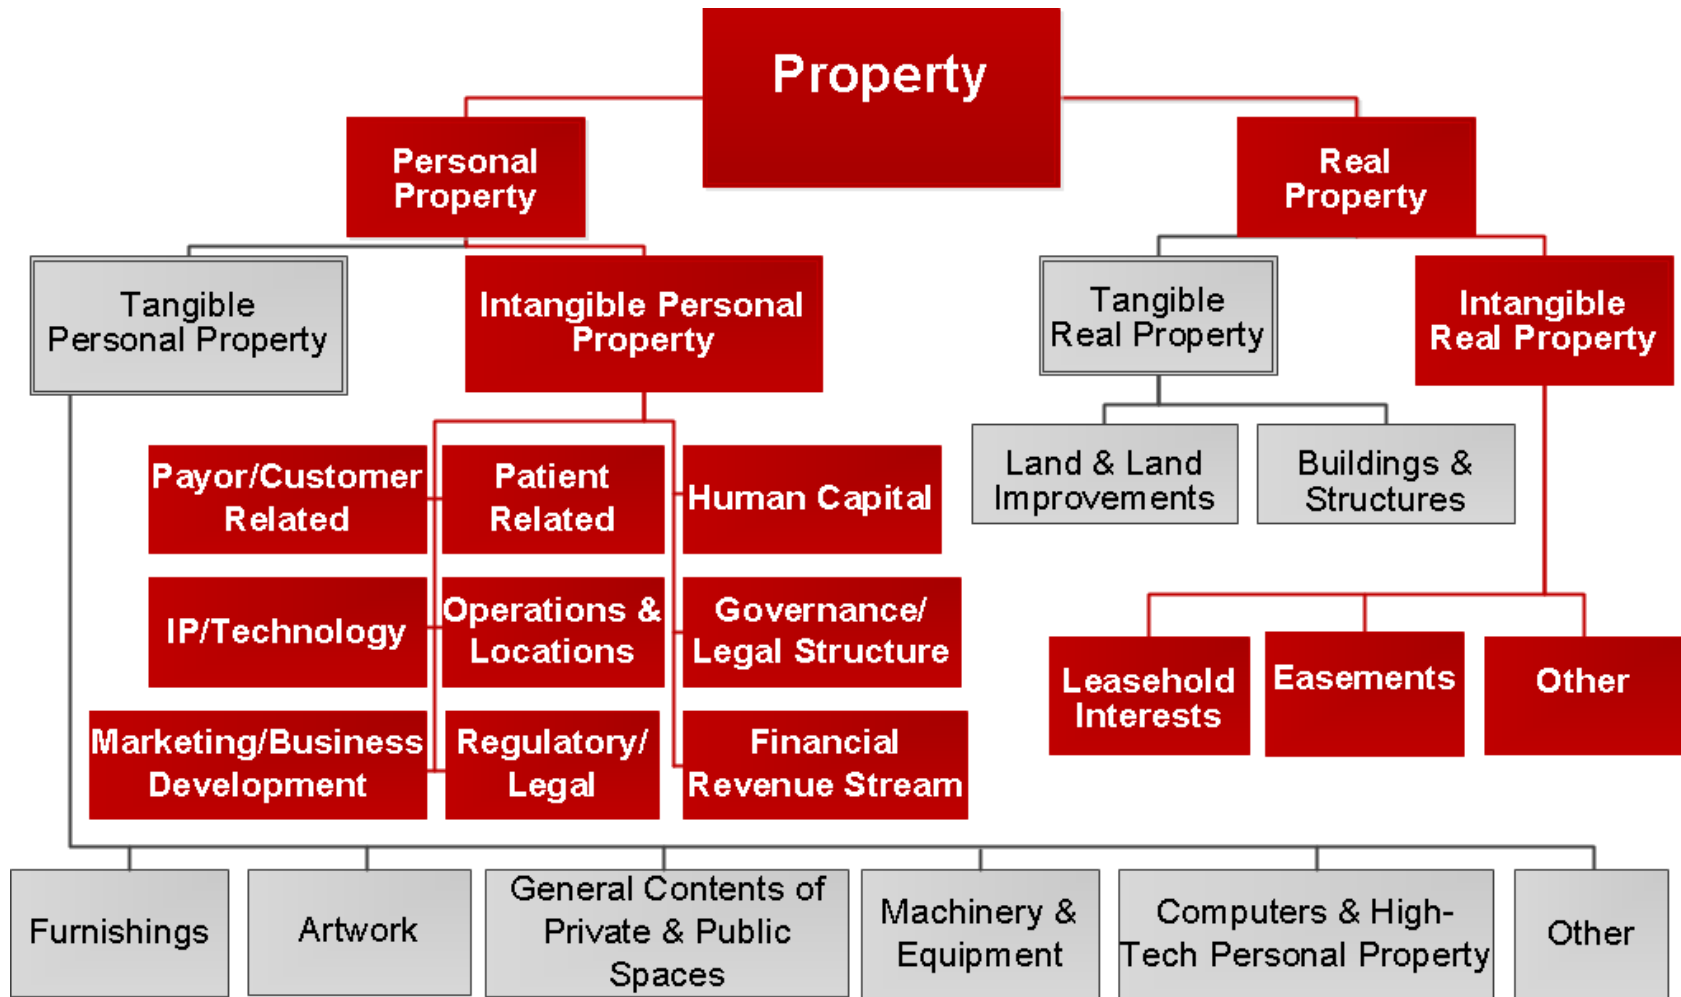 Property
Personal
Property
Real
Property
Tangible
Personal Property
Intangible Personal
Property
Tangible
Real Property
Intangible
Real Property
Land & Land
Improvements
Buildings &
Structures
Payor/Customer
Related
Patient
Related
Human Capital
IP/Technology
Operations &
Locations
Governance/
Legal Structure
Leasehold
Interests
Easements
Other
Marketing/Business
Development
Regulatory/
Legal
Financial
Revenue Stream
Furnishings
Artwork
General Contents of
Private & Public
Spaces
Machinery &
Equipment
Computers & High-
Tech Personal Property
Other